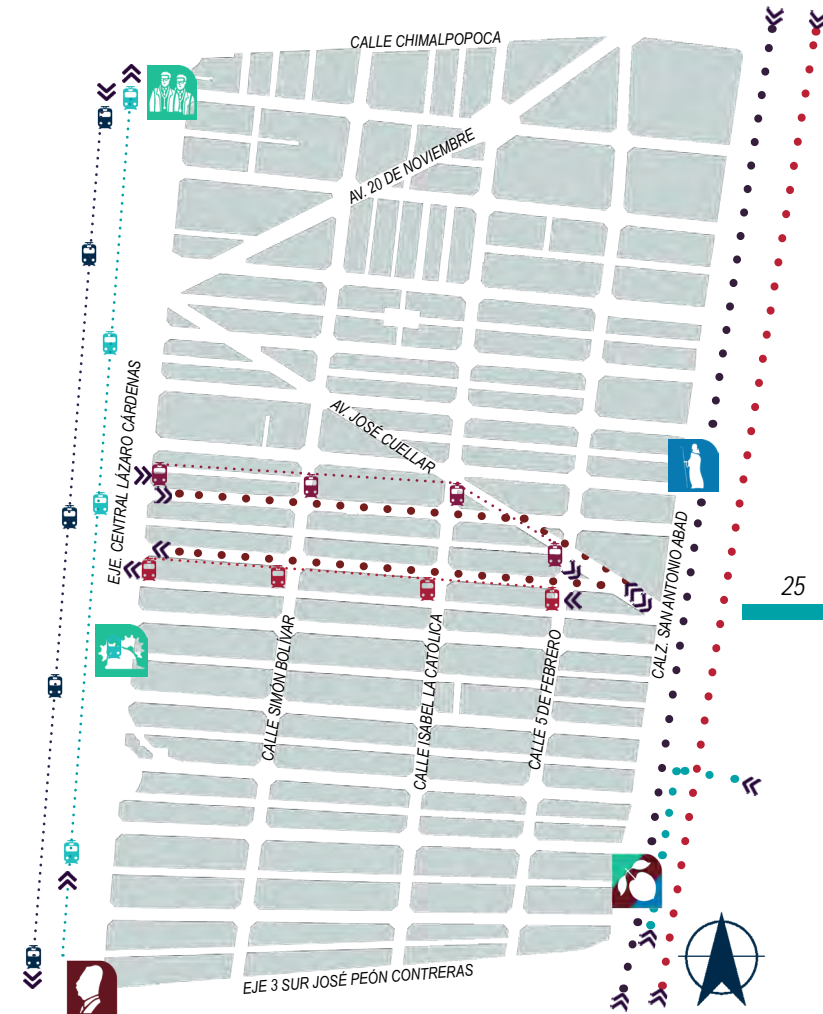 CALLE CHIMALPOPOCA
AV. 20 DE NOVIEMBRE
EJE. CENTRAL LÁZARO CÁRDENAS
AV. JOSÉ CUELLAR
CALZ. SAN ANTONIO ABAD
25
CALLE SIMÓN BOLÍVAR
CALLE ISABEL LA CATÓLICA
CALLE 5 DE FEBRERO
EJE 3 SUR JOSÉ PEÓN CONTRERAS